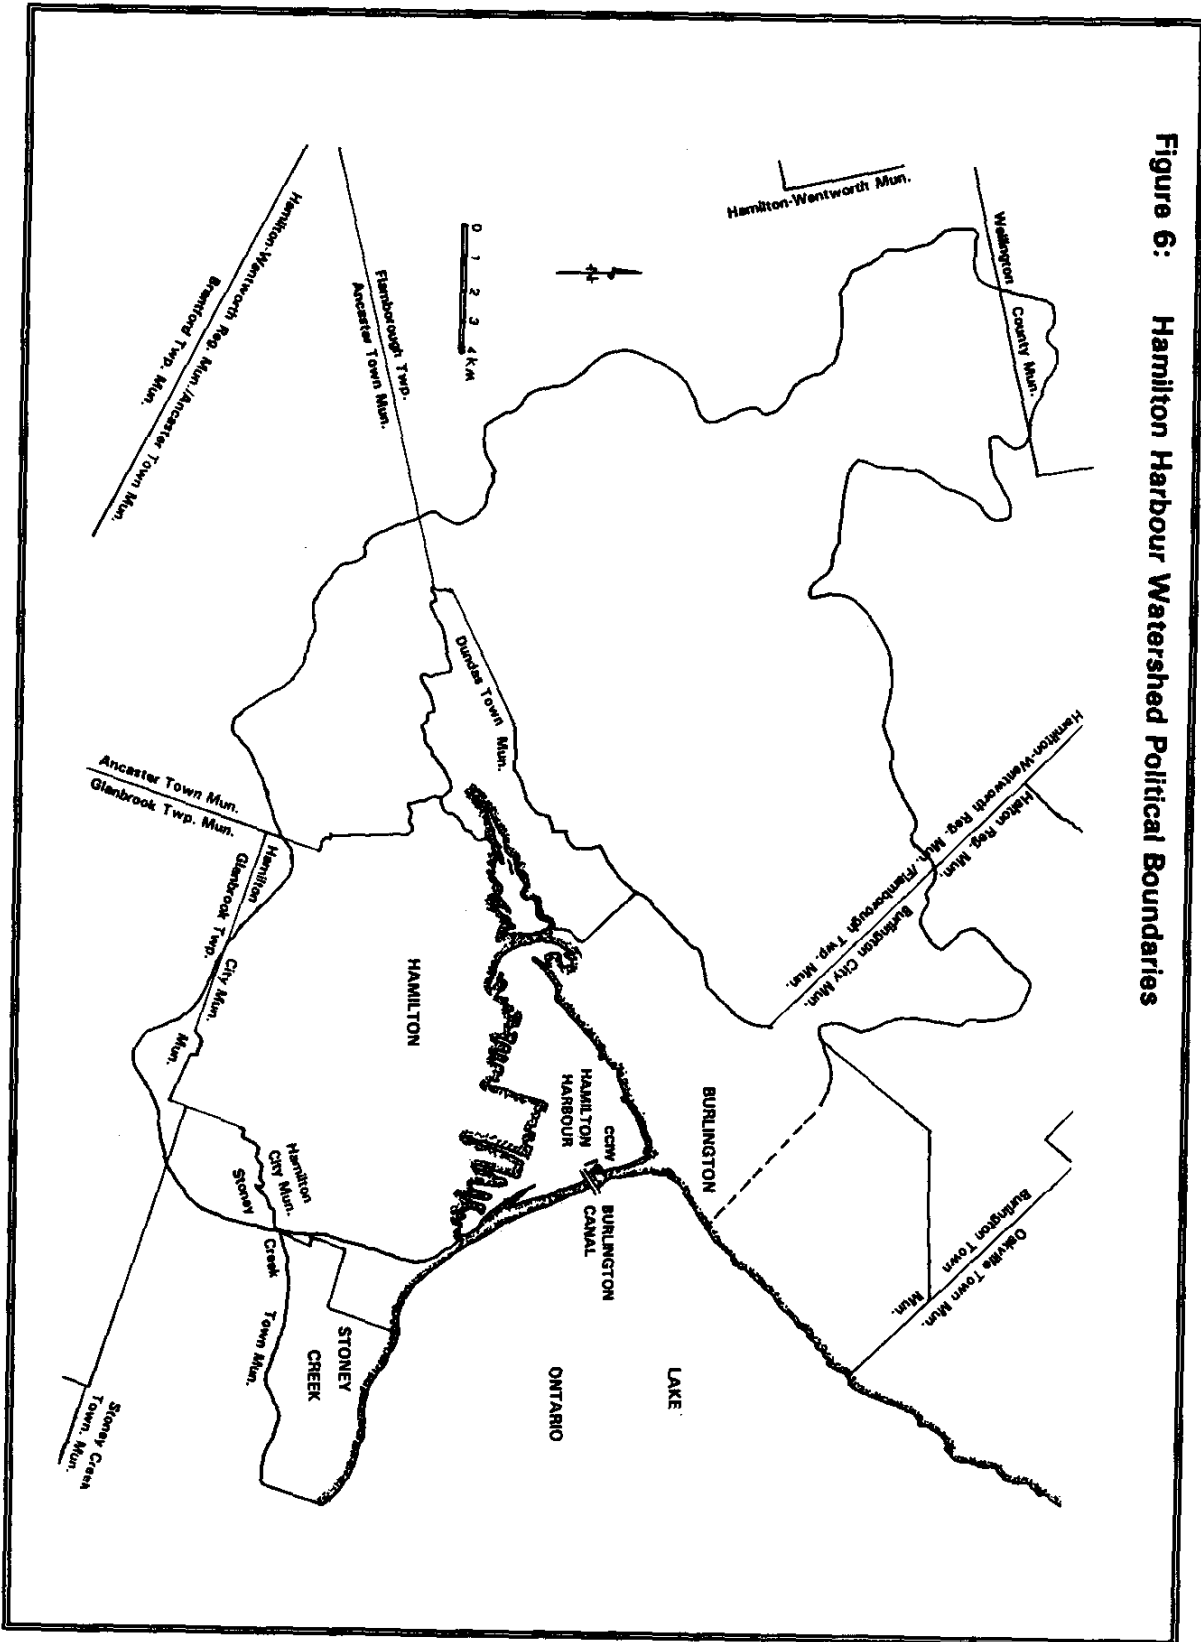 Figure 6: Hamilton Harbour Watershed Political Boundaries
Wellington County Mun.
Hamilton-Wentworth Mun.
Hamilton-Wentworth Reg. Mun./Flamborough Twp. Mun.
Halton Reg. Mun.
Burlington City Mun.
Burlington Town Mun.
Oakville Town Mun.
N
0 1 2 3 4 KM
BURLINGTON
LAKE
ONTARIO
CCIW
HAMILTON
HARBOUR
BURLINGTON
CANAL
Dundas Town Mun.
Flamborough Twp.
Ancaster Town Mun.
HAMILTON
STONEY
CREEK
Hamilton-Wentworth Reg. Mun./Ancaster Town Mun.
Brantford Twp. Mun.
Ancaster Town Mun.
Glanbrook Twp. Mun.
Hamilton City Mun.
Glanbrook Twp. Mun.
Hamilton
City Mun.
Stoney Creek Town Mun.
Stoney Creek
Town. Mun.